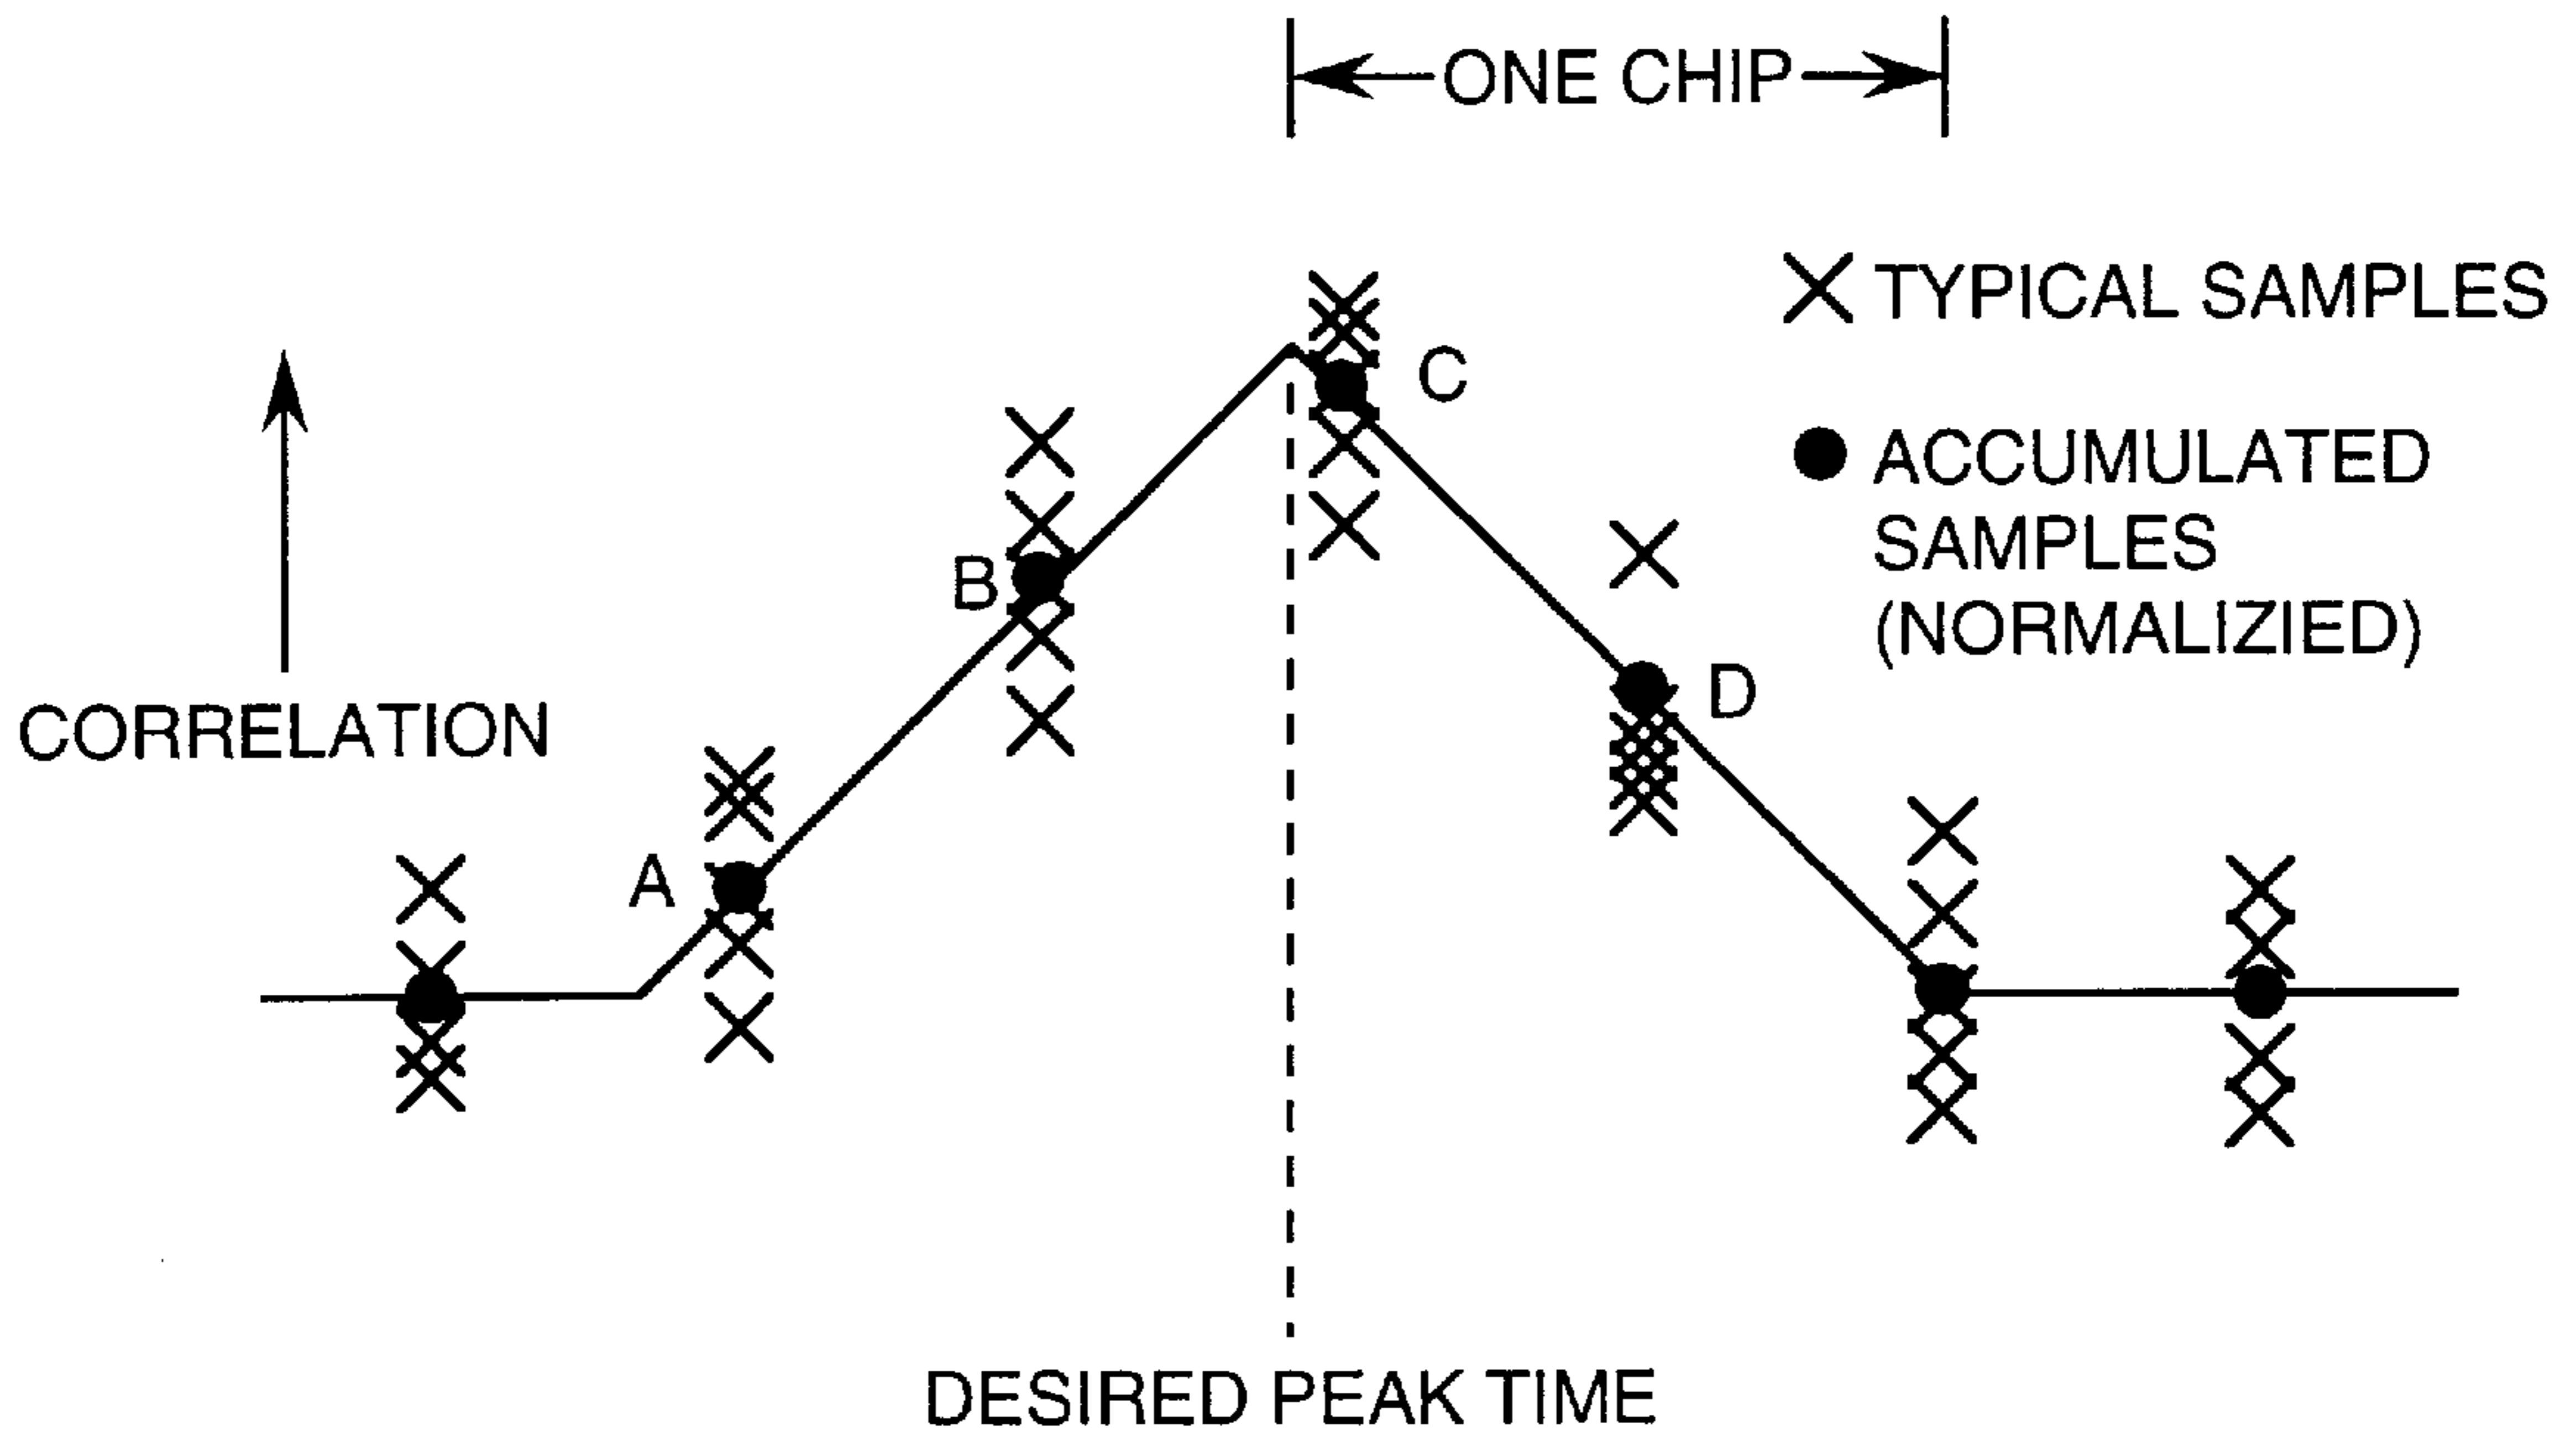 ONE CHIP
TYPICAL SAMPLES
C
ACCUMULATED
SAMPLES
(NORMALIZIED)
B
D
CORRELATION
A
DESIRED PEAK TIME